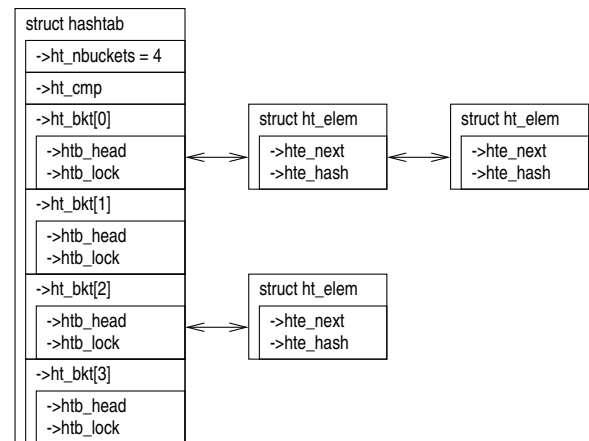 struct hashtab
->ht_nbuckets = 4
->ht_cmp
->ht_bkt[0]
->htb_head
->htb_lock
struct ht_elem
->hte_next
->hte_hash
struct ht_elem
->hte_next
->hte_hash
->ht_bkt[1]
->htb_head
->htb_lock
->ht_bkt[2]
->htb_head
->htb_lock
struct ht_elem
->hte_next
->hte_hash
->ht_bkt[3]
->htb_head
->htb_lock